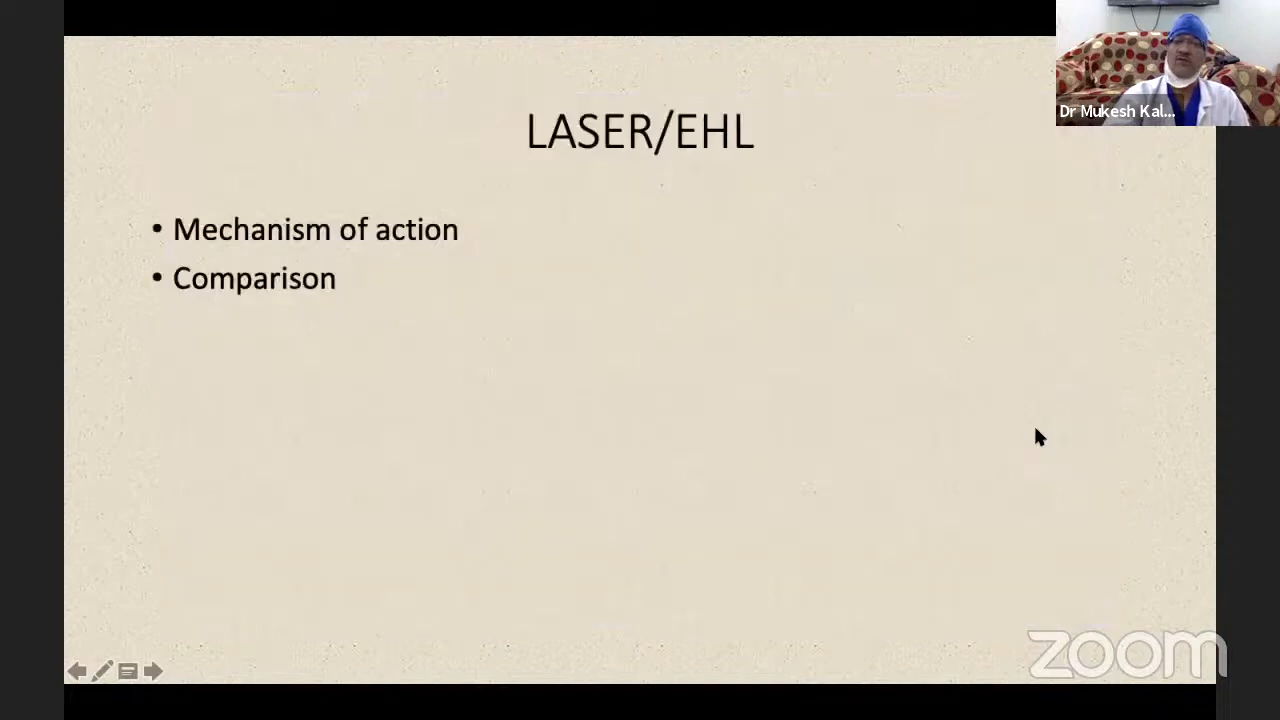 LASER/EHL
• Mechanism of action
• Comparison
Dr Mukesh Kal...
zoom